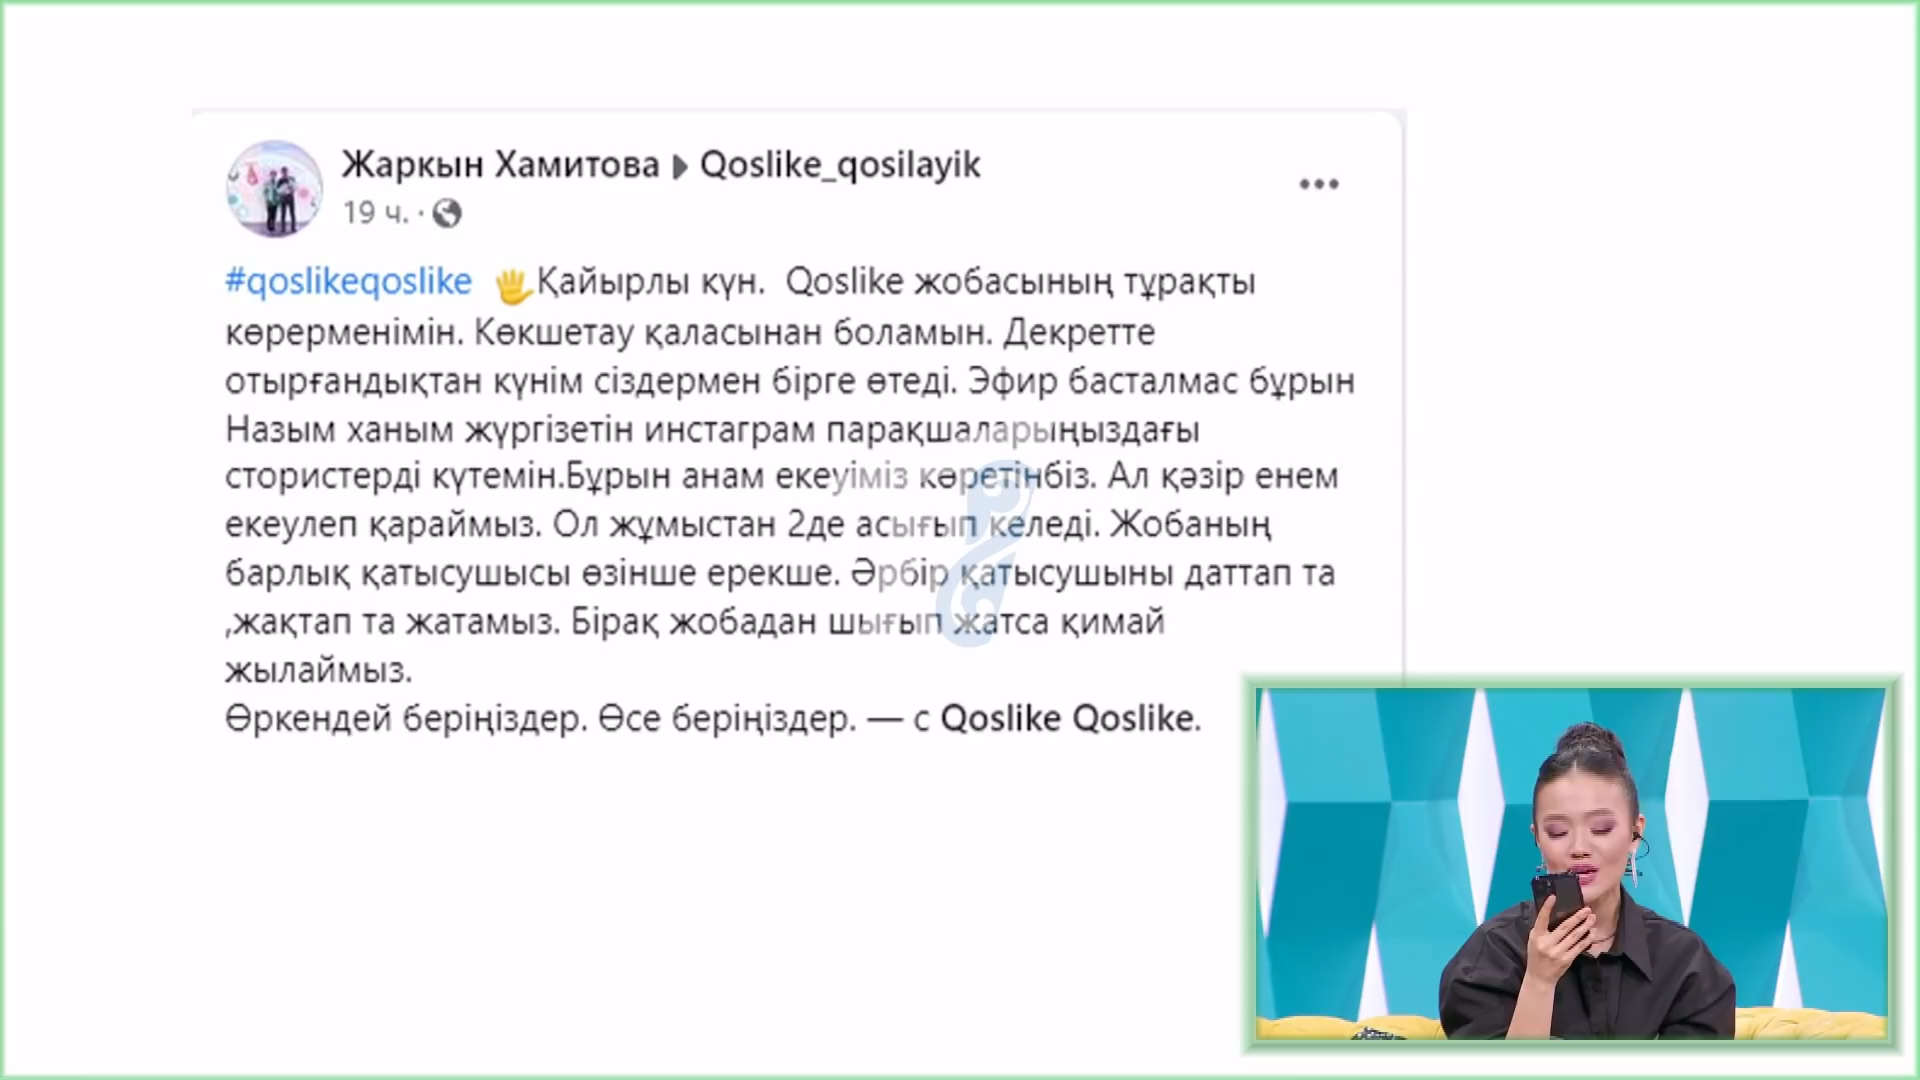 Жаркын Хамитова ▶ Qoslike_qosilayik
19 ч. ·
#qoslikeqoslike 🖐Қайырлы күн. Qoslike жобасының тұрақты
көрерменімін. Көкшетау қаласынан боламын. Декретте
отырғандықтан күнім сіздермен бірге өтеді. Эфир басталмас бұрын
Назым ханым жүргізетін инстаграм парақшаларыңыздағы
стористерді күтемін.Бұрын анам екеуіміз көретінбіз. Ал қәзір енем
екеулеп қараймыз. Ол жұмыстан 2де асығып келеді. Жобаның
барлық қатысушысы өзінше ерекше. Әрбір қатысушыны даттап та
,жақтап та жатамыз. Бірақ жобадан шығып жатса қимай
жылаймыз.
Өркендей беріңіздер. Өсе беріңіздер. — с Qoslike Qoslike.